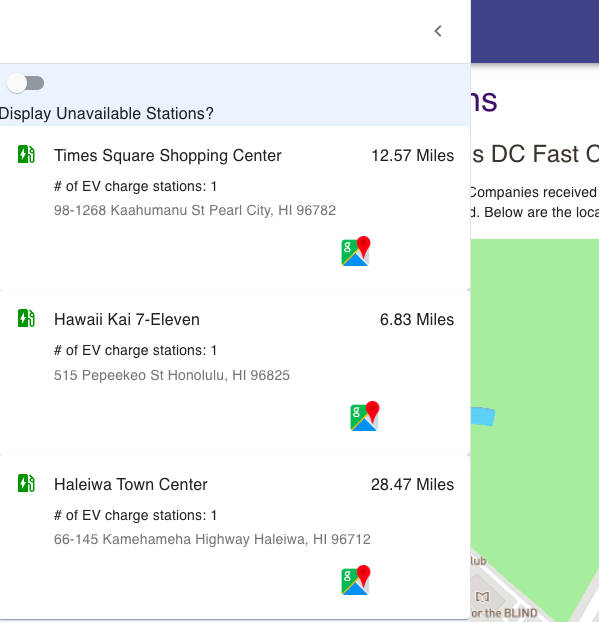 Display Unavailable Stations?
Times Square Shopping Center 12.57 Miles
# of EV charge stations: 1
98-1268 Kaahumanu St Pearl City, HI 96782
Hawaii Kai 7-Eleven 6.83 Miles
# of EV charge stations: 1
515 Pepeekeo St Honolulu, HI 96825
Haleiwa Town Center 28.47 Miles
# of EV charge stations: 1
66-145 Kamehameha Highway Haleiwa, HI 96712
ns
s DC Fast C
Companies received
d. Below are the loca
lub
or the BLIND